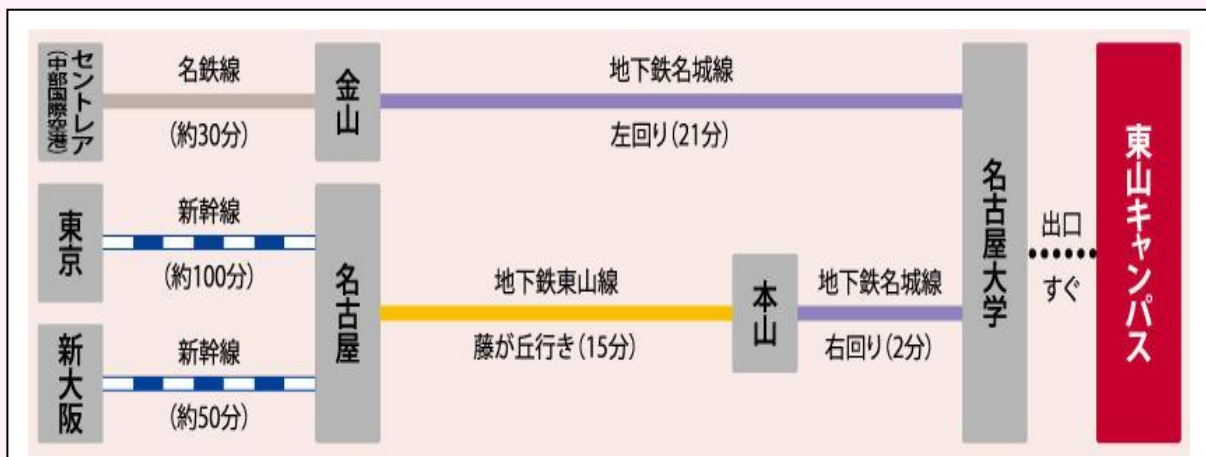 セントレア
(中部国際空港)
名鉄線
(約30分)
金山
地下鉄名城線
左回り(21分)
東京
新幹線
(約100分)
新大阪
新幹線
(約50分)
名古屋
地下鉄東山線
藤が丘行き(15分)
本山
地下鉄名城線
右回り(2分)
名古屋大学
出口
すぐ
東山キャンパス